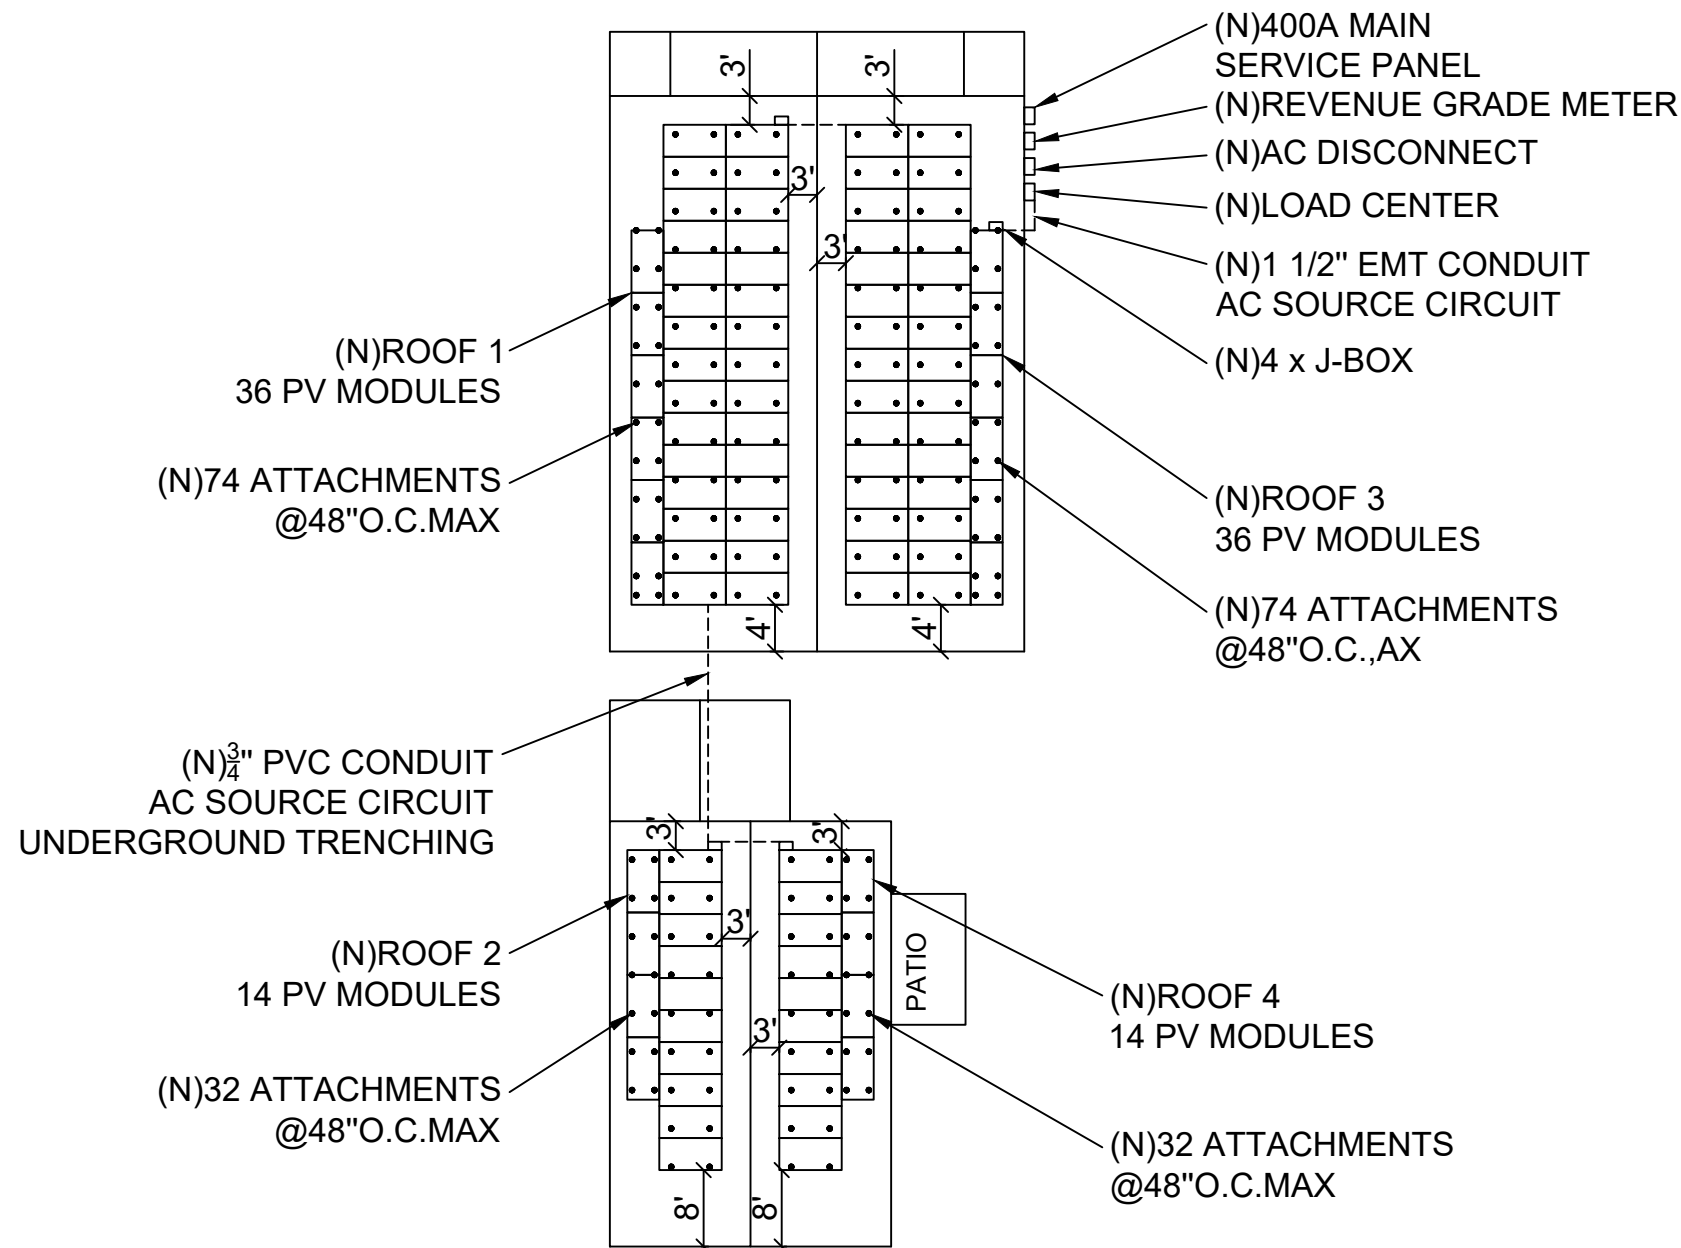 (N)400A MAIN
SERVICE PANEL
(N)REVENUE GRADE METER
(N)AC DISCONNECT
(N)LOAD CENTER
(N)1 1/2" EMT CONDUIT
AC SOURCE CIRCUIT
(N)4 x J-BOX
(N)ROOF 3
36 PV MODULES
(N)74 ATTACHMENTS
@48"O.C.,AX
3'
3'
3'
3'
4'
4'
(N)ROOF 1
36 PV MODULES
(N)74 ATTACHMENTS
@48"O.C.MAX
(N)3/4" PVC CONDUIT
AC SOURCE CIRCUIT
UNDERGROUND TRENCHING
(N)ROOF 2
14 PV MODULES
(N)32 ATTACHMENTS
@48"O.C.MAX
3'
3'
3'
3'
8'
8'
PATIO
(N)ROOF 4
14 PV MODULES
(N)32 ATTACHMENTS
@48"O.C.MAX